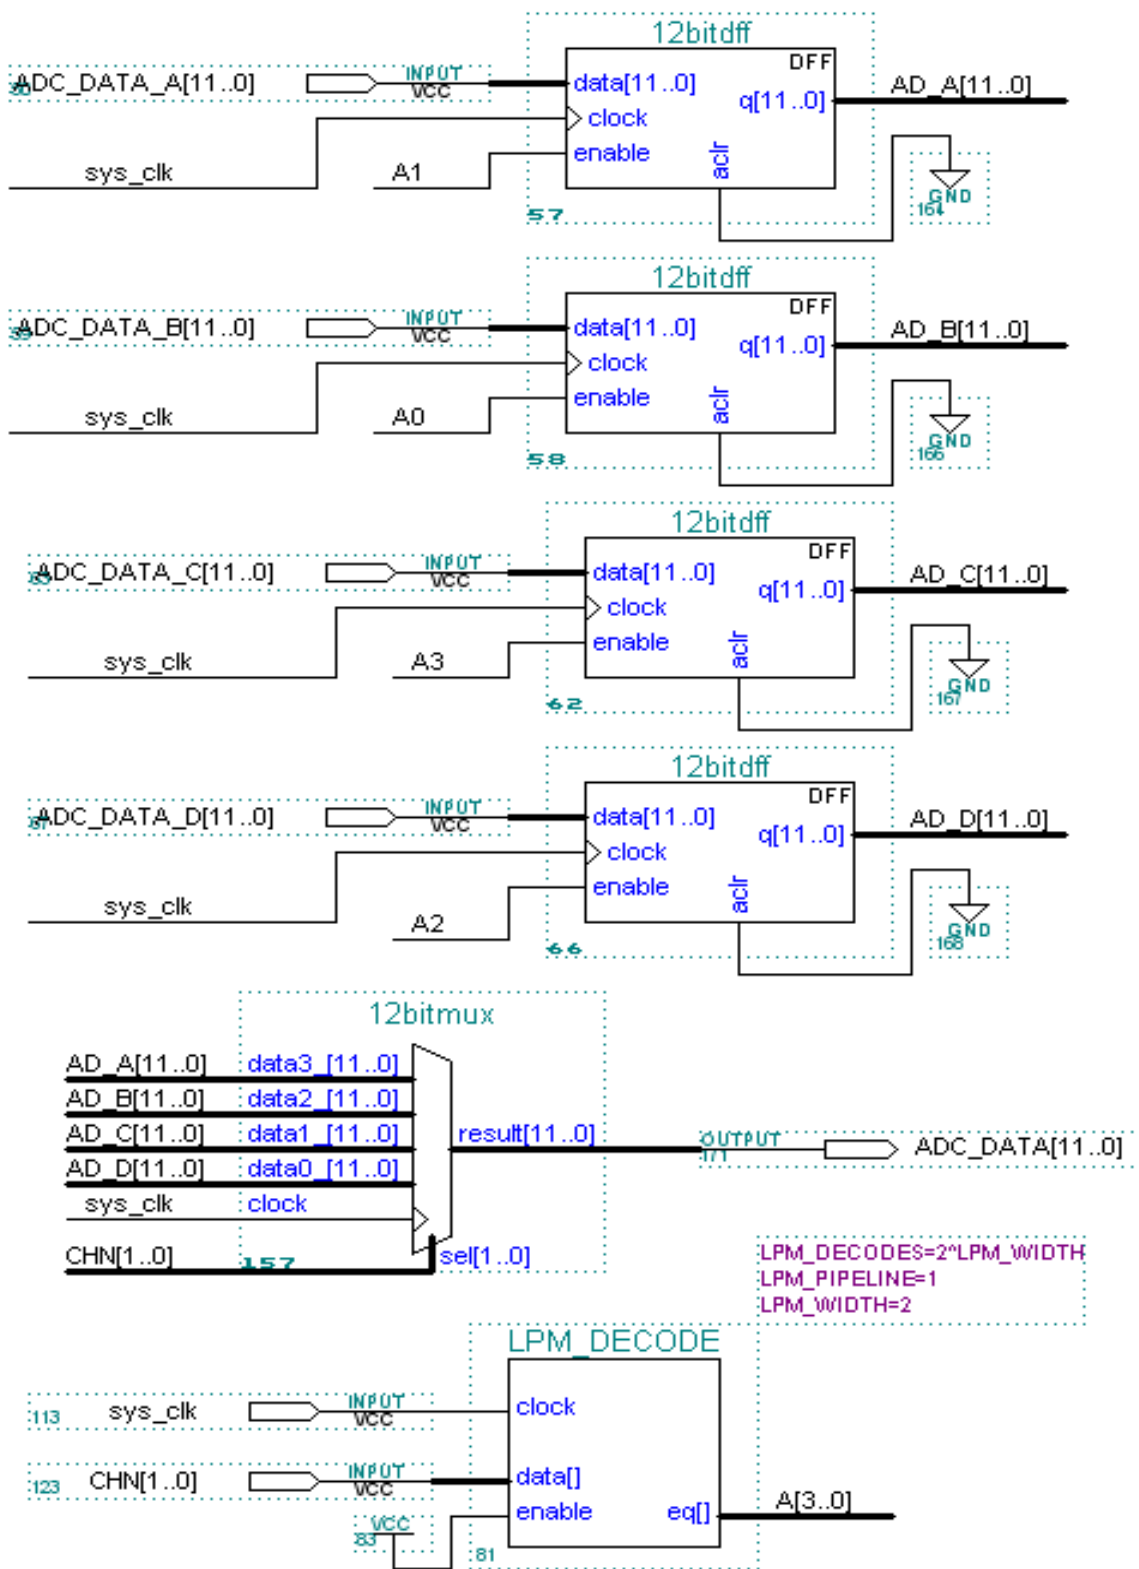 12bitdff
DFF
ADC_DATA_A[11..0]
INPUT
VCC
data[11..0]
q[11..0]
AD_A[11..0]
clock
sys_clk
A1
enable
aclr
GND
164
57
12bitdff
DFF
ADC_DATA_B[11..0]
INPUT
VCC
data[11..0]
q[11..0]
AD_B[11..0]
clock
sys_clk
A0
enable
aclr
GND
166
58
12bitdff
DFF
ADC_DATA_C[11..0]
INPUT
VCC
data[11..0]
q[11..0]
AD_C[11..0]
clock
sys_clk
A3
enable
aclr
GND
167
62
12bitdff
DFF
ADC_DATA_D[11..0]
INPUT
VCC
data[11..0]
q[11..0]
AD_D[11..0]
clock
sys_clk
A2
enable
aclr
GND
168
66
12bitmux
AD_A[11..0] data3_[11..0]
AD_B[11..0] data2_[11..0]
AD_C[11..0] data1_[11..0]
result[11..0]
OUTPUT
171
ADC_DATA[11..0]
AD_D[11..0] data0_[11..0]
sys_clk clock
CHN[1..0]
157
sel[1..0]
LPM_DECODES=2^LPM_WIDTH
LPM_PIPELINE=1
LPM_WIDTH=2
LPM_DECODE
113 sys_clk
INPUT
VCC
clock
123 CHN[1..0]
INPUT
VCC
data[]
enable
eq[]
A[3..0]
VCC
83
81